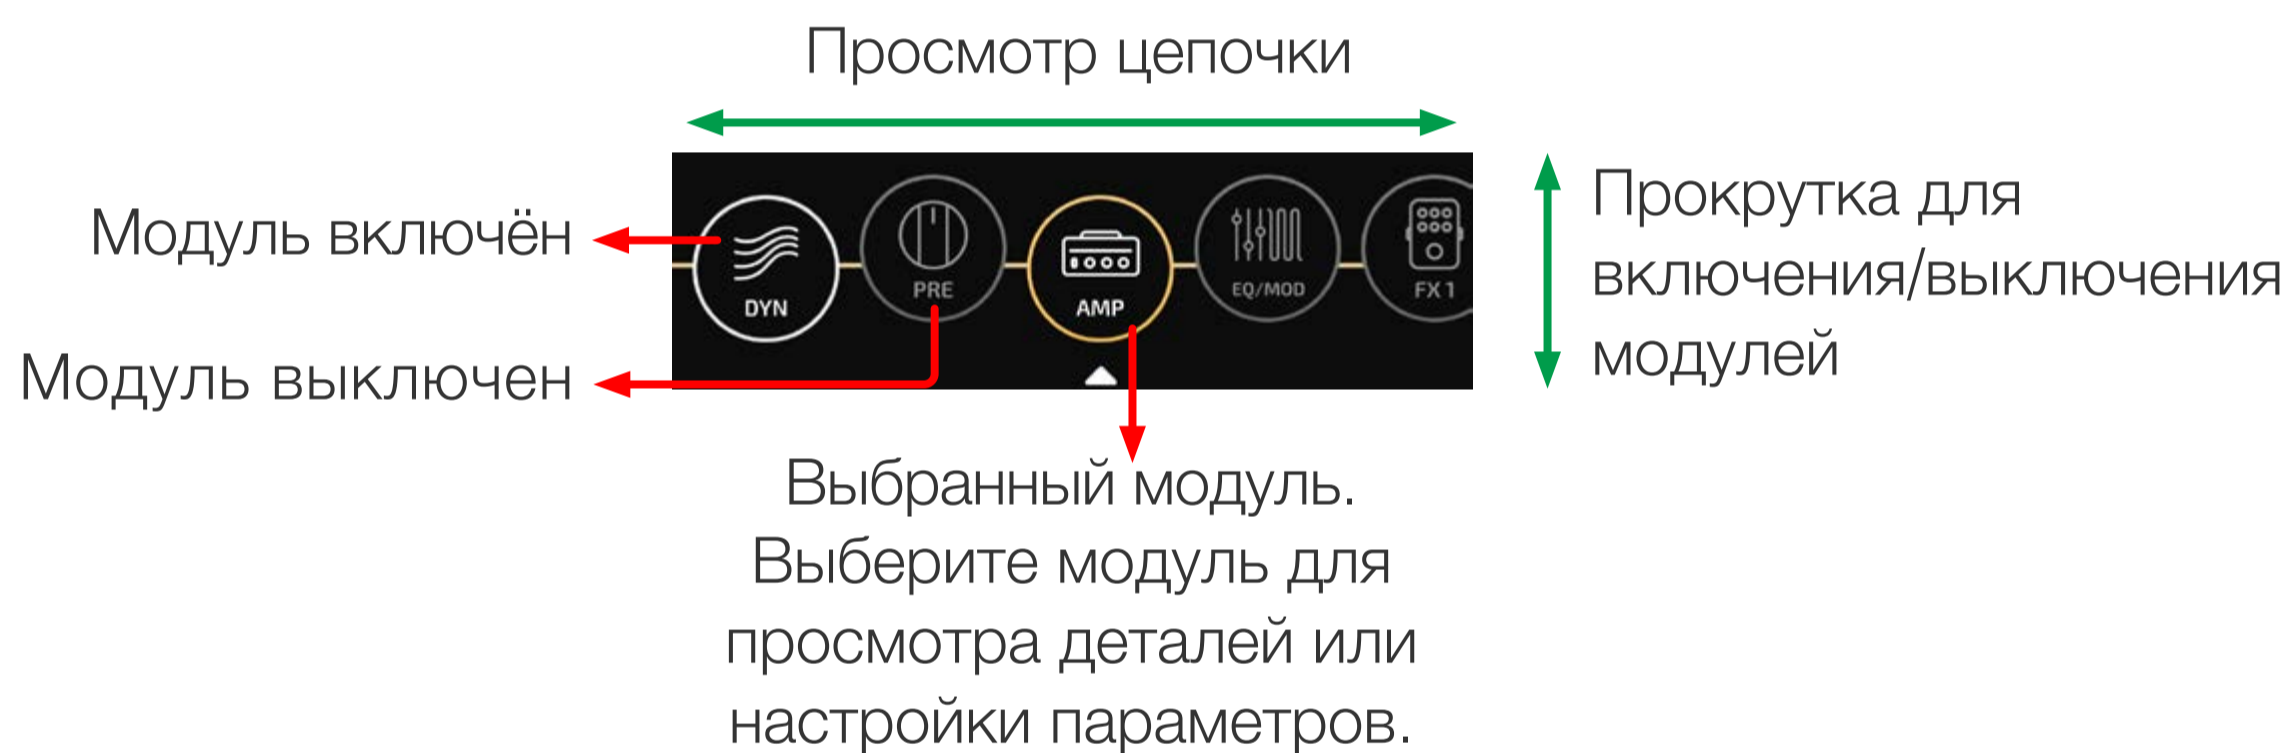 Просмотр цепочки
Модуль включён
Модуль выключен
DYN
PRE
AMP
EQ/MOD
FX 1
Прокрутка для
включения/выключения
модулей
Выбранный модуль.
Выберите модуль для
просмотра деталей или
настройки параметров.